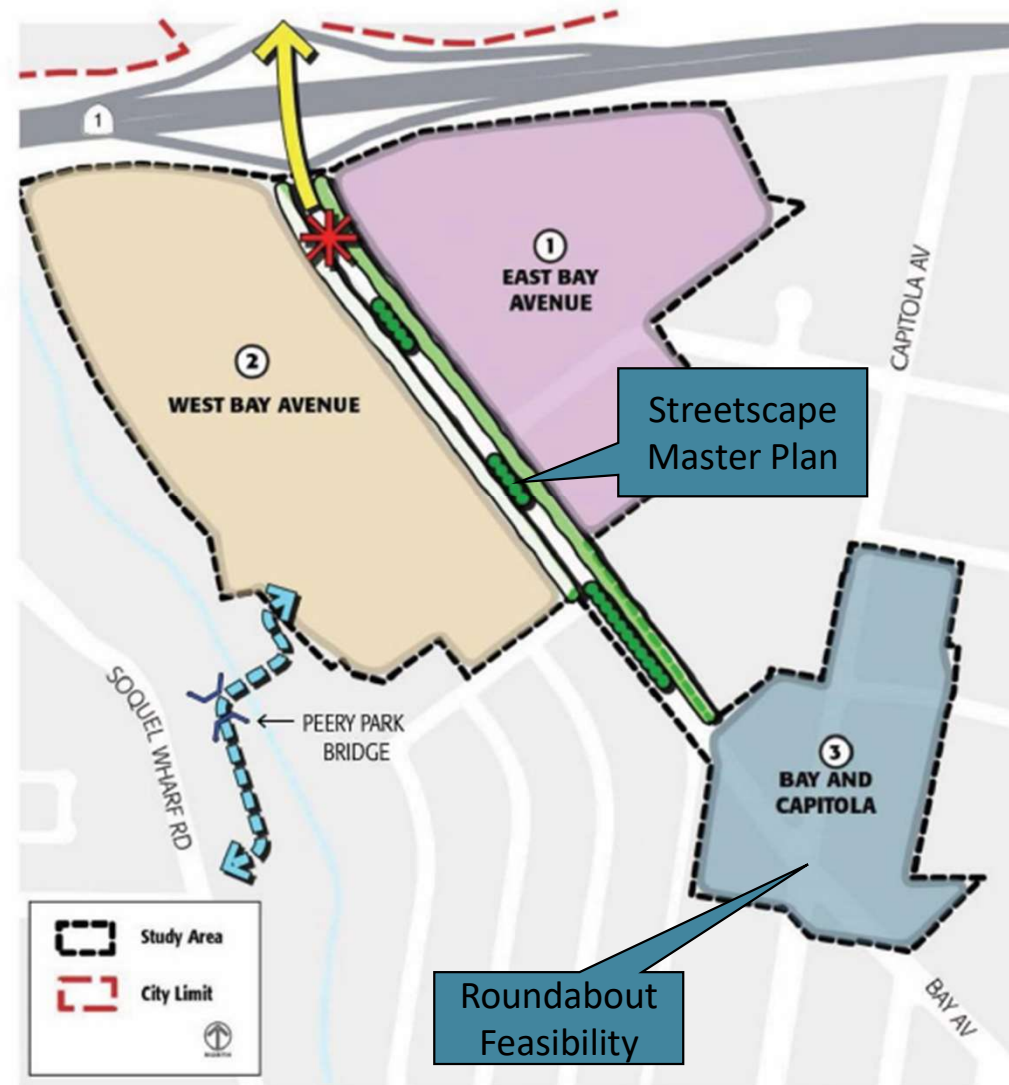 1
1
EAST BAY
AVENUE
CAPITOLA AV
2
WEST BAY AVENUE
Streetscape
Master Plan
SOQUEL WHARF RD
PEERY PARK
BRIDGE
3
BAY AND
CAPITOLA
Study Area
City Limit
NORTH
Roundabout
Feasibility
BAY AV